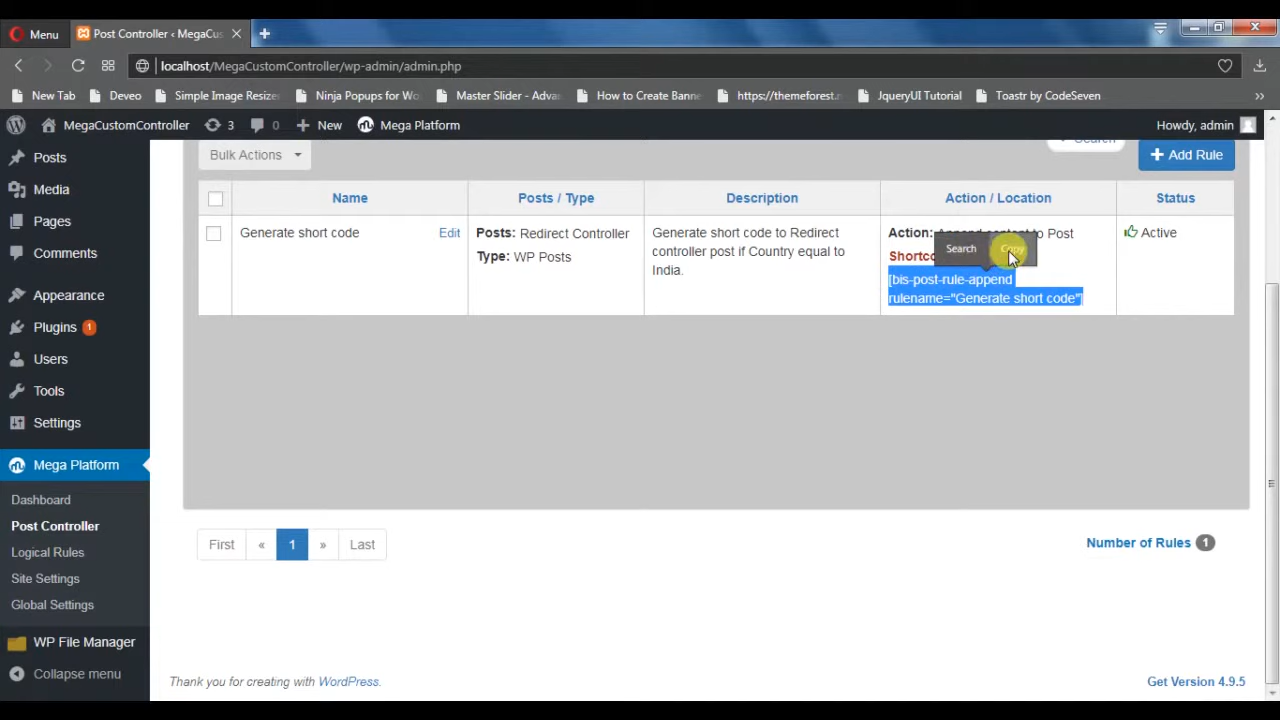 Menu
Post Controller ‹ MegaCus
localhost/MegaCustomController/wp-admin/admin.php
New Tab
Deveo
Simple Image Resize
Ninja Popups for Wo
Master Slider - Adva
How to Create Banne
https://themeforest.n
JqueryUI Tutorial
Toastr by CodeSeven
»
MegaCustomController
3
0
New
Mega Platform
Howdy, admin
Posts
Media
Pages
Comments
Appearance
Plugins 1
Users
Tools
Settings
Mega Platform
Dashboard
Post Controller
Logical Rules
Site Settings
Global Settings
WP File Manager
Collapse menu
Bulk Actions
Search
Add Rule
Name
Posts / Type
Description
Action / Location
Status
Generate short code
Edit
Posts: Redirect Controller
Type: WP Posts
Generate short code to Redirect
controller post if Country equal to
India.
Action: Append content to Post
Shortco
[bis-post-rule-append
rulename="Generate short code"]
Search
Copy
Active
First
«
1
»
Last
Number of Rules 1
Thank you for creating with WordPress.
Get Version 4.9.5